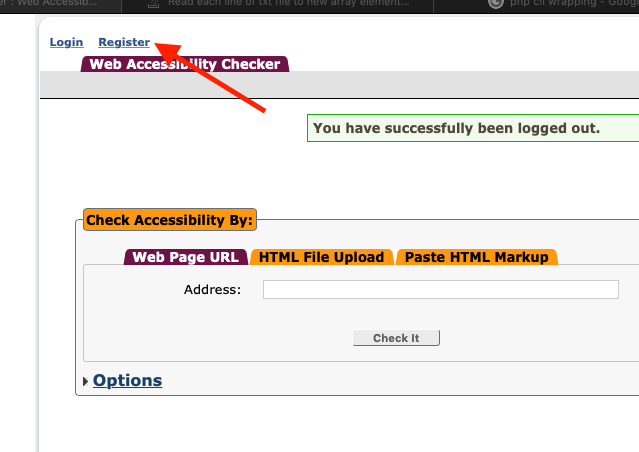 r : Web Accessib...
Read each line of txt file to new array element...
php cli wrapping - Goog
Login Register
Web Accessibility Checker
You have successfully been logged out.
Check Accessibility By:
Web Page URL HTML File Upload Paste HTML Markup
Address:
Check It
Options